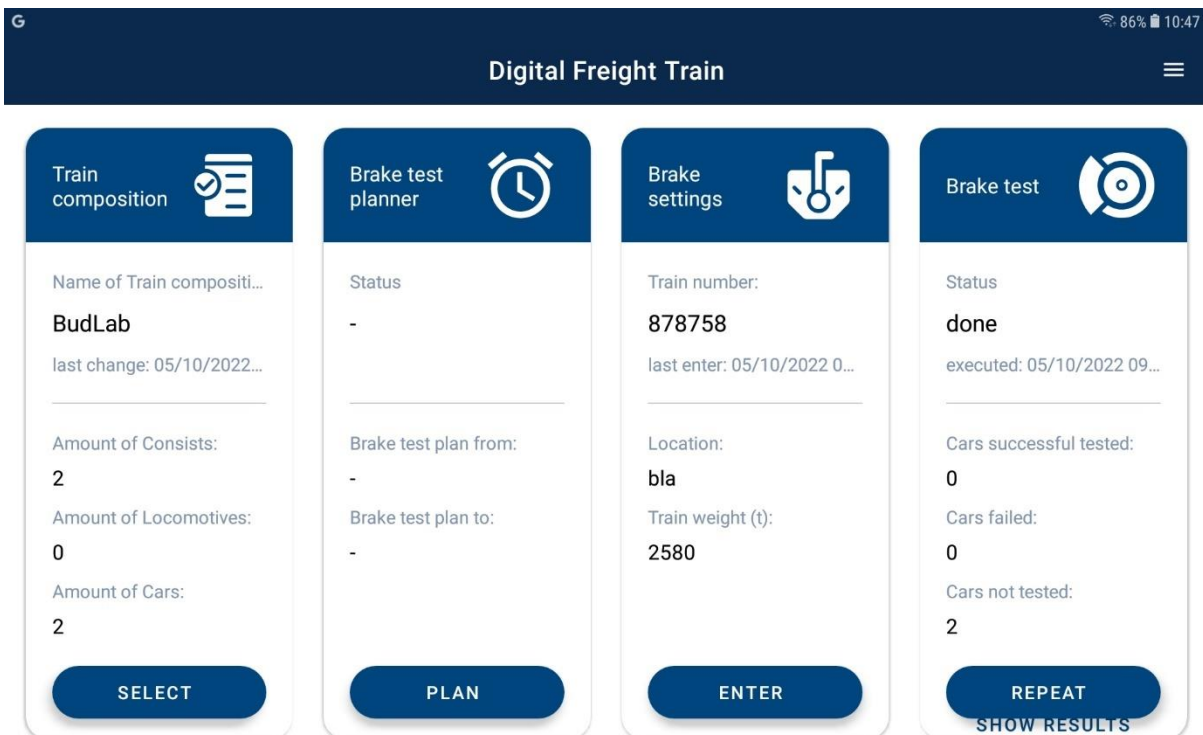 G
86% 10:47
Digital Freight Train
Train
composition
Name of Train compositi...
BudLab
last change: 05/10/2022...
Amount of Consists:
2
Amount of Locomotives:
0
Amount of Cars:
2
SELECT
Brake test
planner
Status
-
Brake test plan from:
-
Brake test plan to:
-
PLAN
Brake
settings
Train number:
878758
last enter: 05/10/2022 0...
Location:
bla
Train weight (t):
2580
ENTER
Brake test
Status
done
executed: 05/10/2022 09...
Cars successful tested:
0
Cars failed:
0
Cars not tested:
2
REPEAT
SHOW RESULTS